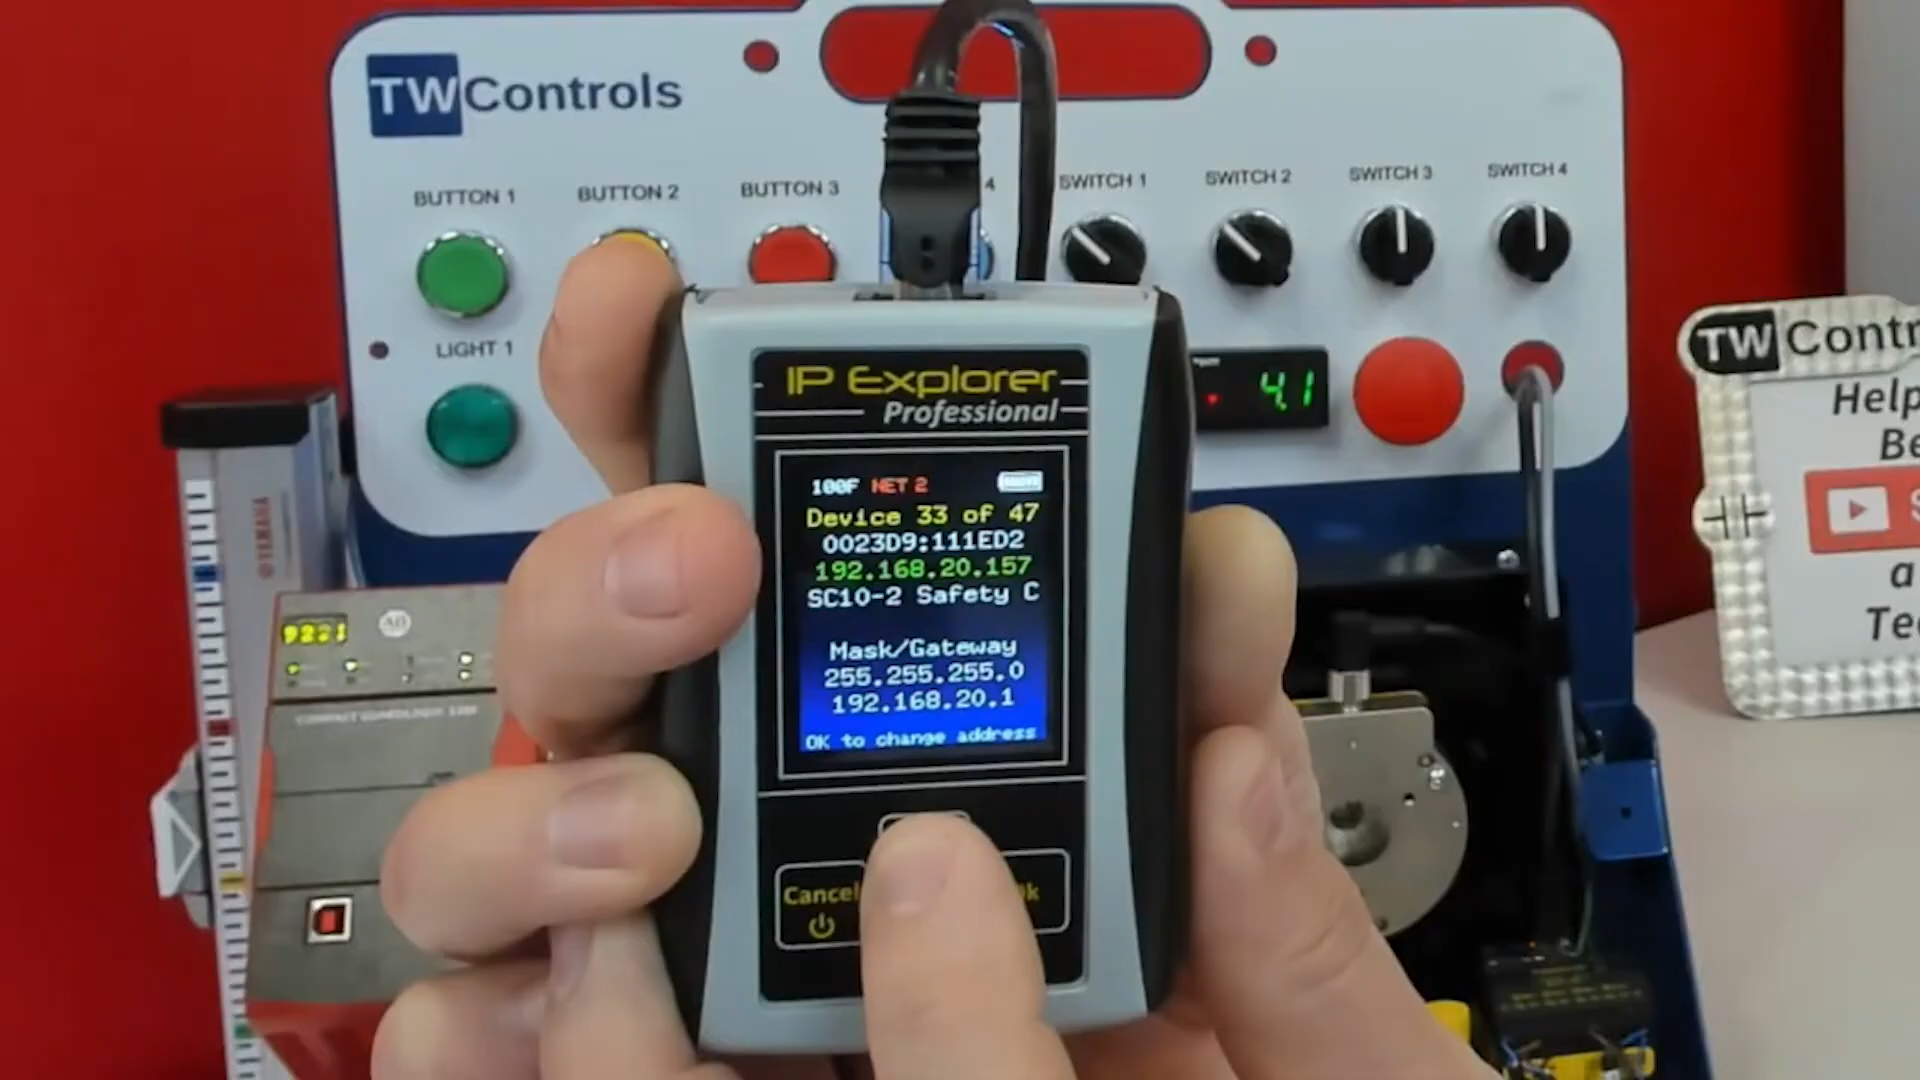 TWControls
BUTTON 1
BUTTON 2
BUTTON 3
4
SWITCH 1
SWITCH 2
SWITCH 3
SWITCH 4
LIGHT 1
4.1
IP Explorer
Professional
100F NET 2
Device 33 of 47
0023D9:111ED2
192.168.20.157
SC10-2 Safety C
Mask/Gateway
255.255.255.0
192.168.20.1
OK to change address
Cancel
YAMAHA
AB
TW Contr
Help
Be
S
a
Te